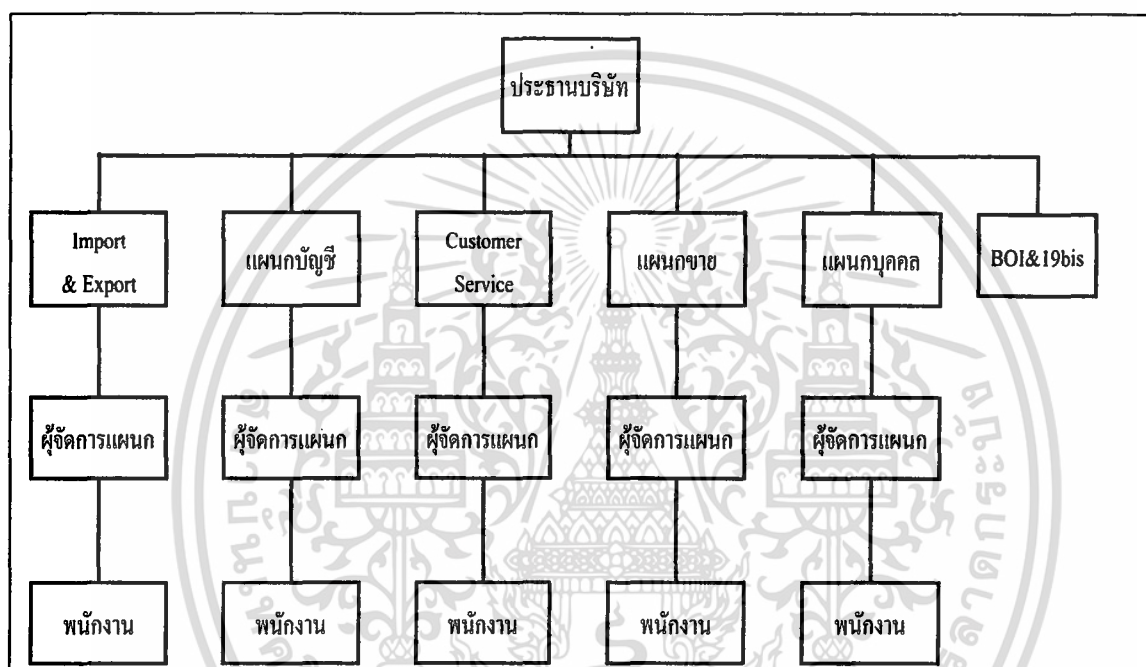 ประธานบริษัท
Import
& Export
แผนกบัญชี
Customer
Service
แผนกขาย
แผนกบุคคล
BOI&19bis
ผู้จัดการแผนก
ผู้จัดการแผนก
ผู้จัดการแผนก
ผู้จัดการแผนก
ผู้จัดการแผนก
พนักงาน
พนักงาน
พนักงาน
พนักงาน
พนักงาน